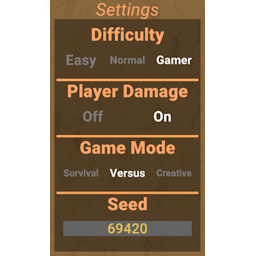 Settings
Difficulty
Easy Normal Gamer
Player Damage
Off On
Game Mode
Survival Versus Creative
Seed
69420